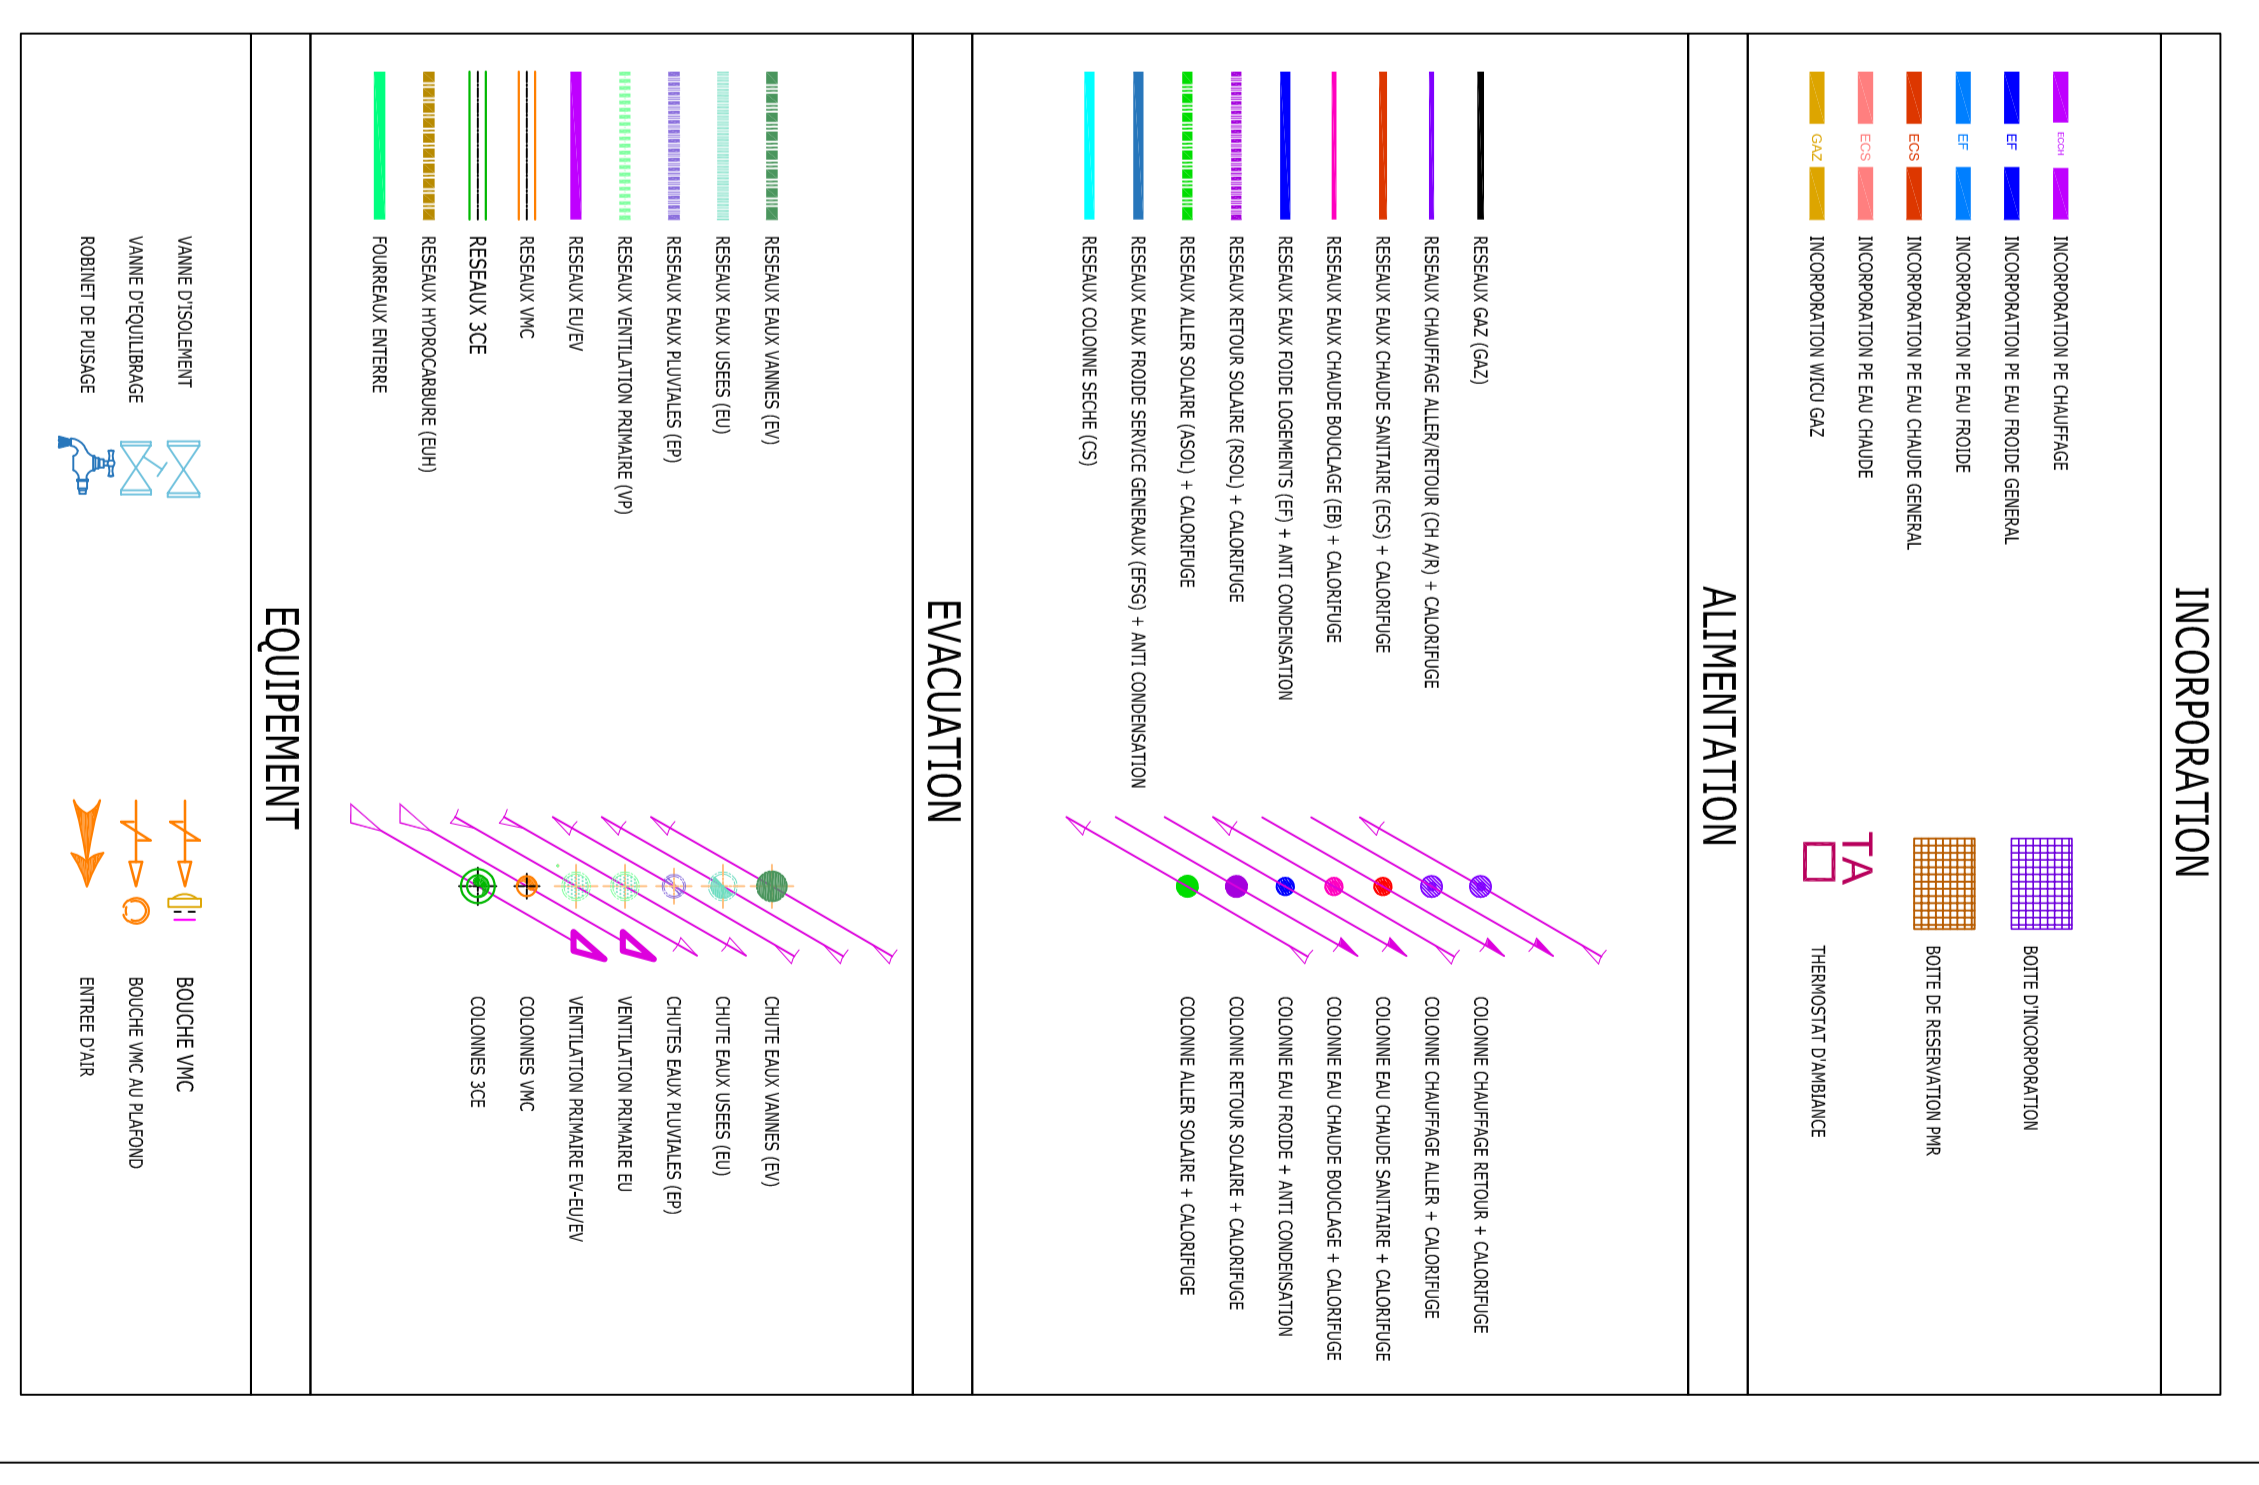 INCORPORATION
ECCH
INCORPORATION PE CHAUFFAGE
EF
INCORPORATION PE EAU FROIDE GENERAL
EF
INCORPORATION PE EAU FROIDE
ECS
INCORPORATION PE EAU CHAUDE GENERAL
ECS
INCORPORATION PE EAU CHAUDE
GAZ
INCORPORATION WICU GAZ
BOITE D'INCORPORATION
BOITE DE RESERVATION PMR
TA
THERMOSTAT D'AMBIANCE
ALIMENTATION
RESEAUX GAZ (GAZ)
RESEAUX CHAUFFAGE ALLER/RETOUR (CH A/R) + CALORIFUGE
RESEAUX EAUX CHAUDE SANITAIRE (ECS) + CALORIFUGE
RESEAUX EAUX CHAUDE BOUCLAGE (EB) + CALORIFUGE
RESEAUX EAUX FOIDE LOGEMENTS (EF) + ANTI CONDENSATION
RESEAUX RETOUR SOLAIRE (RSOL) + CALORIFUGE
RESEAUX ALLER SOLAIRE (ASOL) + CALORIFUGE
RESEAUX EAUX FROIDE SERVICE GENERAUX (EFSG) + ANTI CONDENSATION
RESEAUX COLONNE SECHE (CS)
COLONNE CHAUFFAGE RETOUR + CALORIFUGE
COLONNE CHAUFFAGE ALLER + CALORIFUGE
COLONNE EAU CHAUDE SANITAIRE + CALORIFUGE
COLONNE EAU CHAUDE BOUCLAGE + CALORIFUGE
COLONNE EAU FROIDE + ANTI CONDENSATION
COLONNE RETOUR SOLAIRE + CALORIFUGE
COLONNE ALLER SOLAIRE + CALORIFUGE
EVACUATION
RESEAUX EAUX VANNES (EV)
RESEAUX EAUX USEES (EU)
RESEAUX EAUX PLUVIALES (EP)
RESEAUX VENTILATION PRIMAIRE (VP)
RESEAUX EU/EV
RESEAUX VMC
RESEAUX 3CE
RESEAUX HYDROCARBURE (EUH)
FOURREAUX ENTERRE
CHUTE EAUX VANNES (EV)
CHUTE EAUX USEES (EU)
CHUTES EAUX PLUVIALES (EP)
VENTILATION PRIMAIRE EU
VENTILATION PRIMAIRE EV-EU/EV
COLONNES VMC
COLONNES 3CE
EQUIPEMENT
VANNE D'ISOLEMENT
VANNE D'EQUILIBRAGE
ROBINET DE PUISAGE
BOUCHE VMC
BOUCHE VMC AU PLAFOND
ENTREE D'AIR